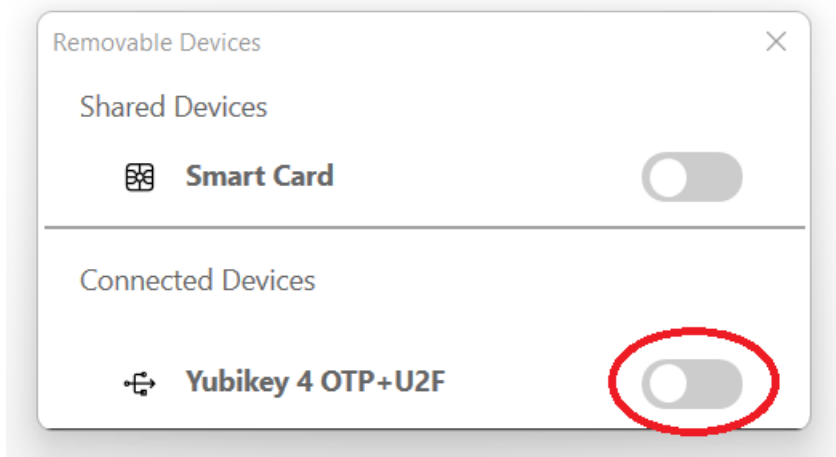 Removable Devices
Shared Devices
Smart Card
Connected Devices
Yubikey 4 OTP+U2F